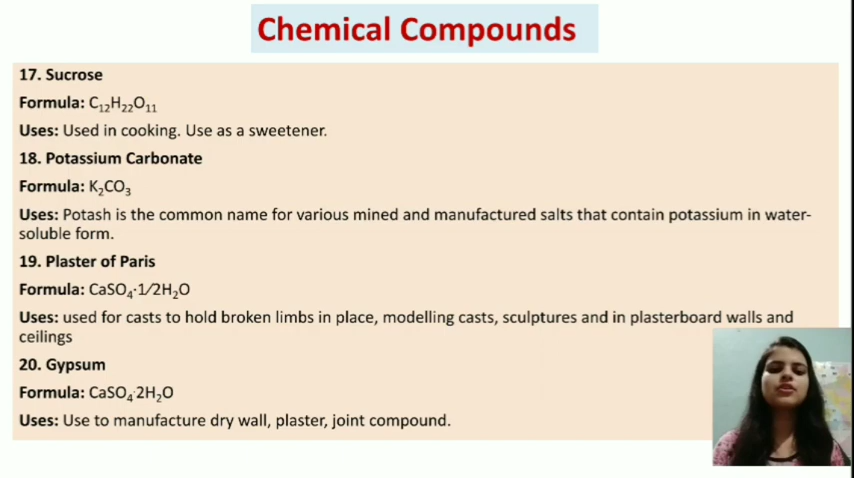 Chemical Compounds
17. Sucrose
Formula: C₁₂H₂₂O₁₁
Uses: Used in cooking. Use as a sweetener.
18. Potassium Carbonate
Formula: K₂CO₃
Uses: Potash is the common name for various mined and manufactured salts that contain potassium in water-
soluble form.
19. Plaster of Paris
Formula: CaSO₄·1/2H₂O
Uses: used for casts to hold broken limbs in place, modelling casts, sculptures and in plasterboard walls and
ceilings
20. Gypsum
Formula: CaSO₄·2H₂O
Uses: Use to manufacture dry wall, plaster, joint compound.